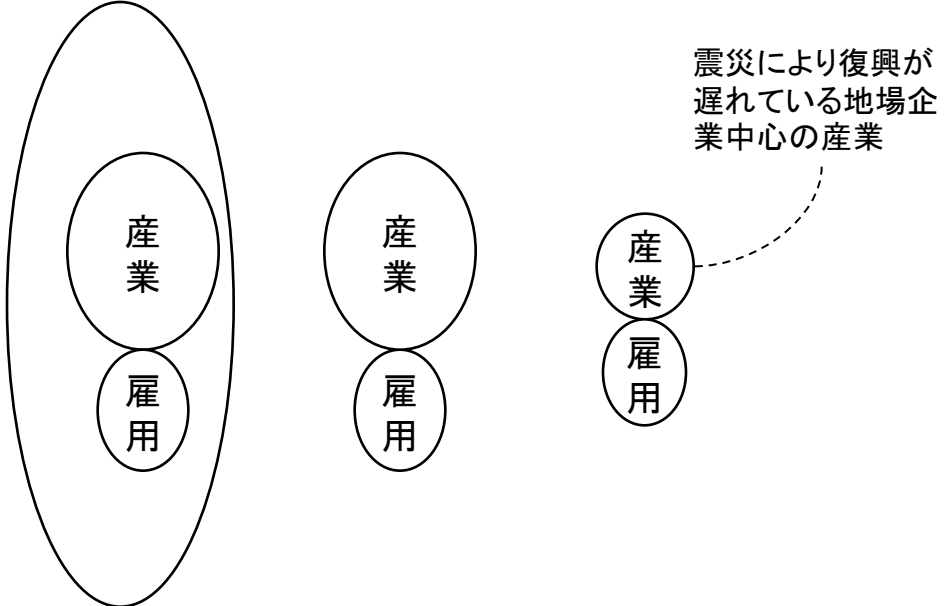 震災により復興が
遅れている地場企
業中心の産業
産業
雇用
産業
雇用
産業
雇用